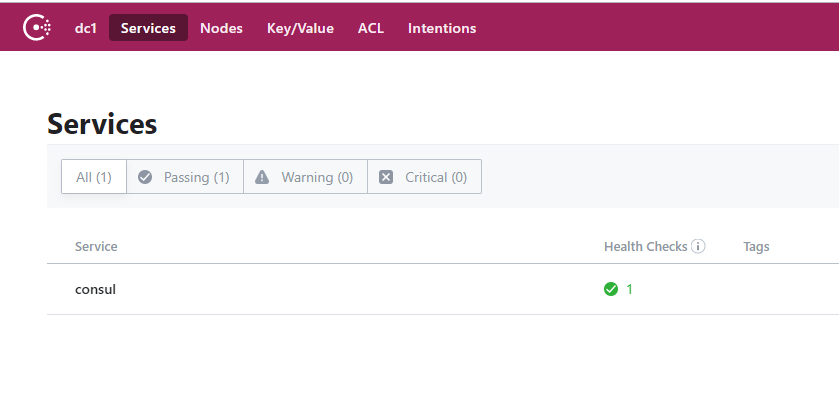 dc1 Services Nodes Key/Value ACL Intentions
Services
All (1) Passing (1) Warning (0) Critical (0)
Service Health Checks Tags
consul 1